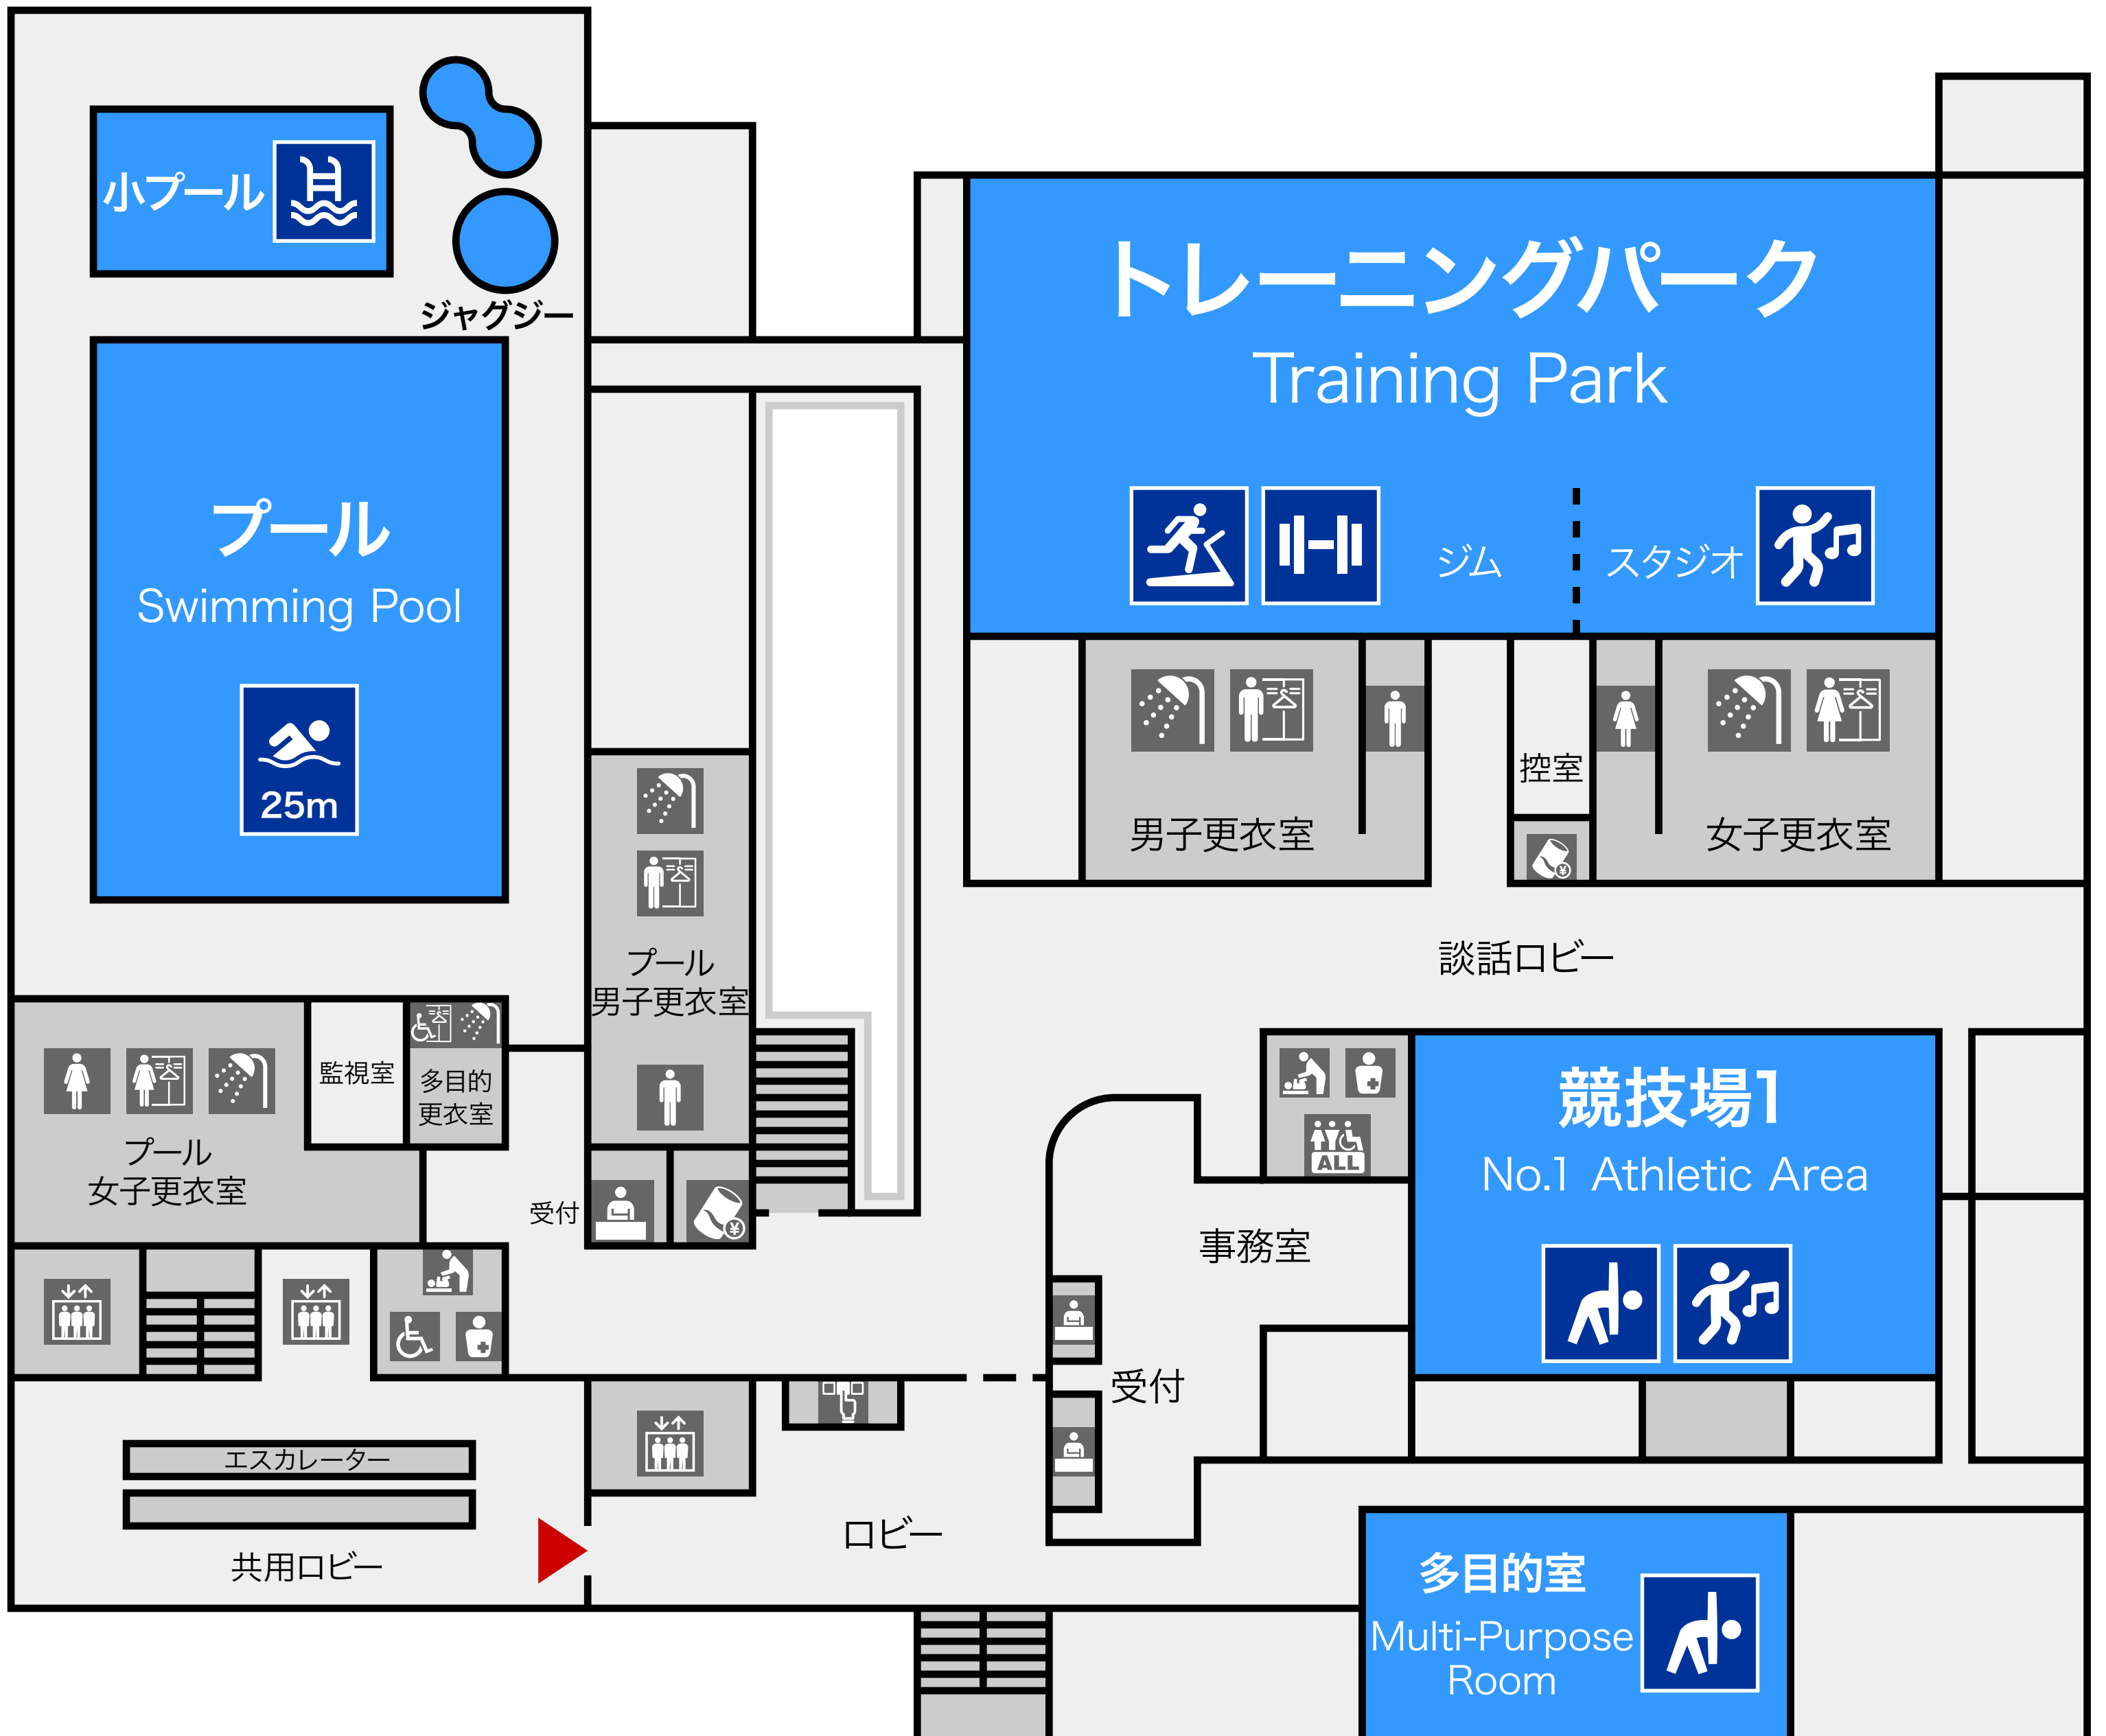 小プール
ジャグジー
プール
Swimming Pool
25m
トレーニングパーク
Training Park
ジム
スタジオ
男子更衣室
控室
¥
女子更衣室
プール
男子更衣室
談話ロビー
監視室
多目的
更衣室
プール
女子更衣室
受付
¥
ALL
競技場1
No.1 Athletic Area
事務室
受付
エスカレーター
共用ロビー
ロビー
多目的室
Multi-Purpose
Room